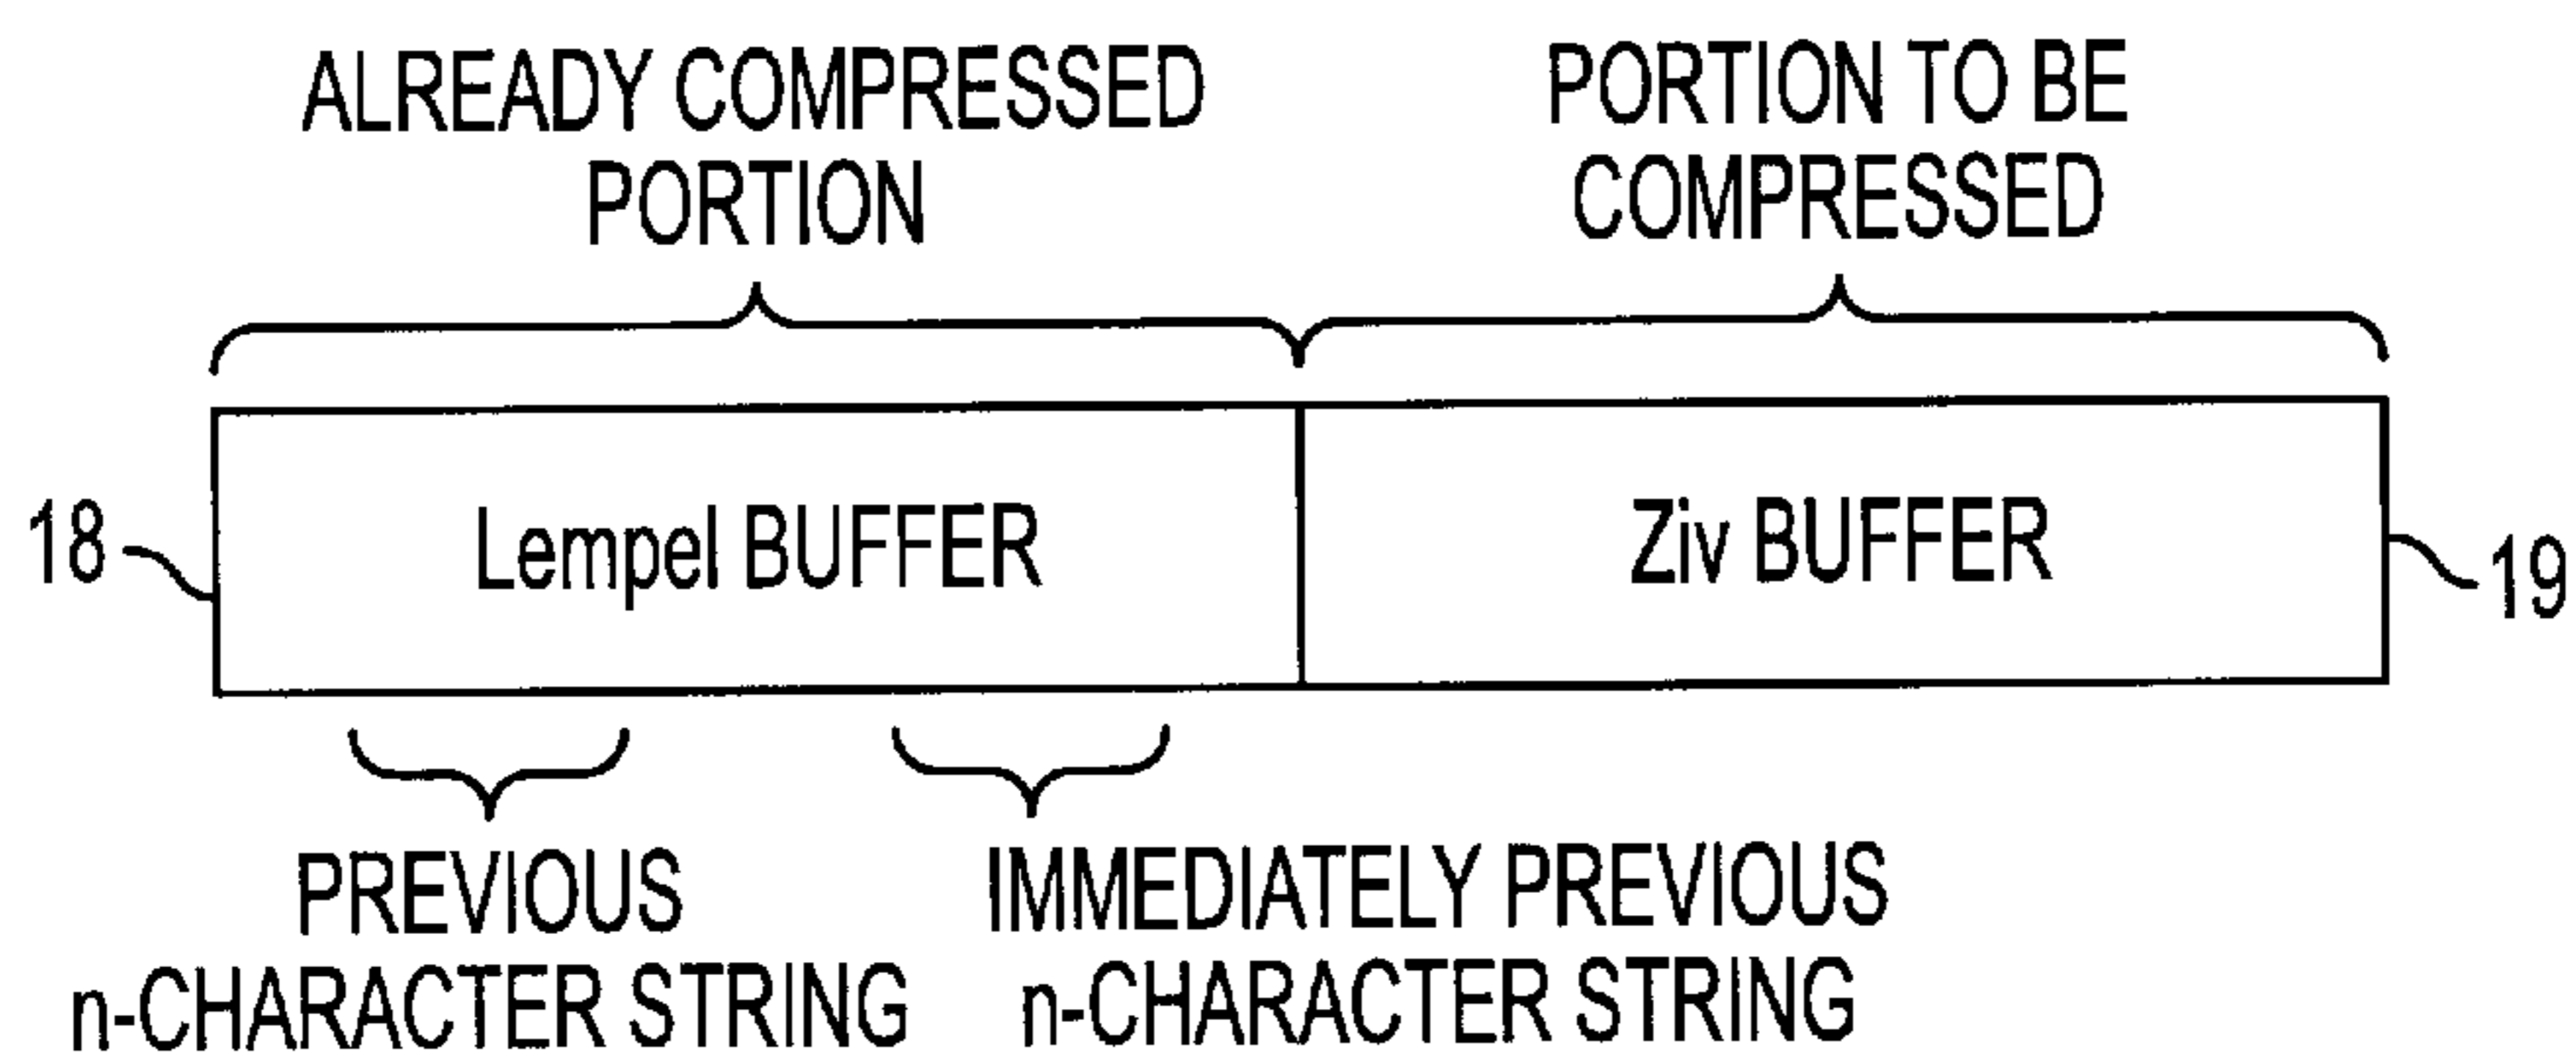 ALREADY COMPRESSED
PORTION
PORTION TO BE
COMPRESSED
18
Lempel BUFFER
Ziv BUFFER
19
PREVIOUS
n-CHARACTER STRING
IMMEDIATELY PREVIOUS
n-CHARACTER STRING